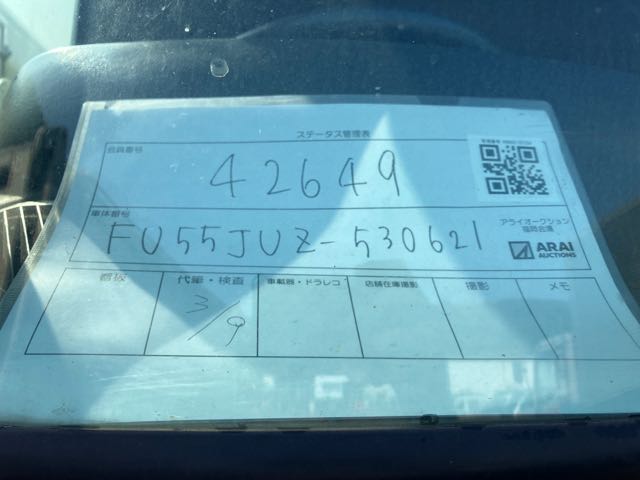 ステータス管理表
会員番号
42649
車体番号
FU55JUZ-530621
アライオークション
福岡会場
ARAI
AUCTIONS
代筆・検査
車載器・ドラレコ
店舗在庫撮影
撮影
メモ
3/9